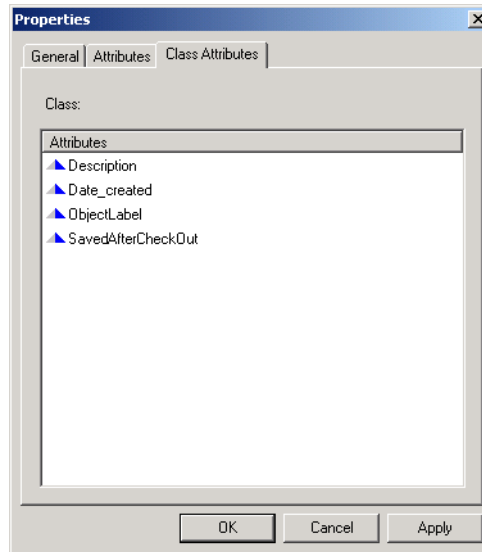 Properties
General Attributes Class Attributes
Class:
Attributes
Description
Date_created
ObjectLabel
SavedAfterCheckOut
OK Cancel Apply